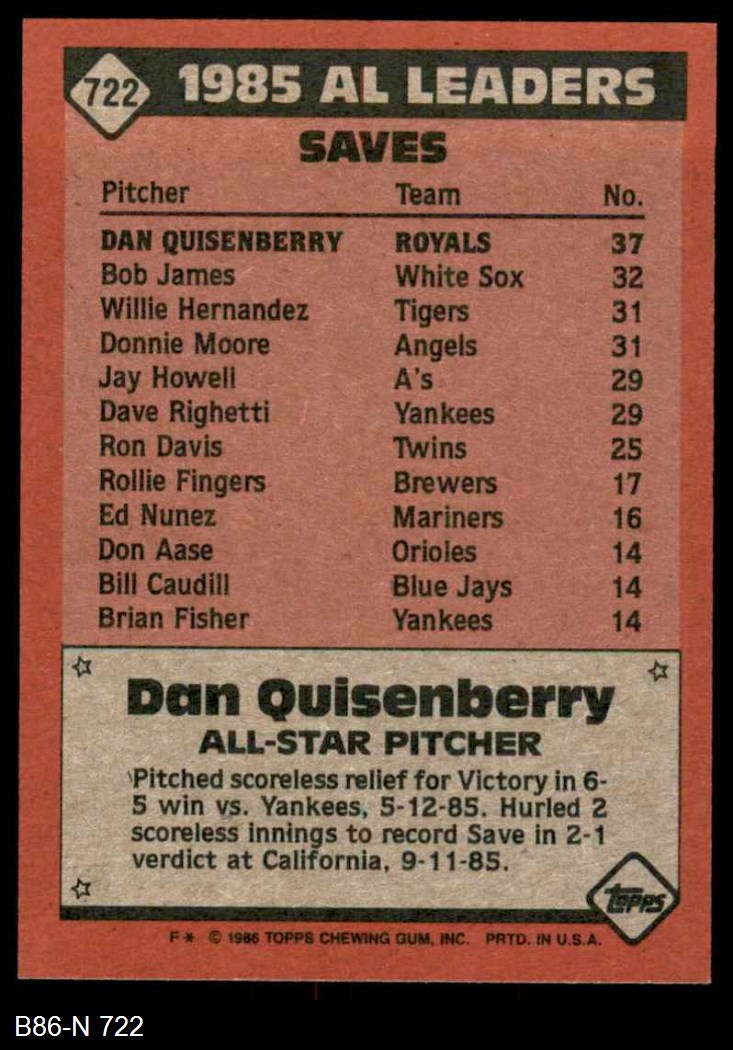 722 1985 AL LEADERS
SAVES
Pitcher Team No.
DAN QUISENBERRY ROYALS 37
Bob James White Sox 32
Willie Hernandez Tigers 31
Donnie Moore Angels 31
Jay Howell A's 29
Dave Righetti Yankees 29
Ron Davis Twins 25
Rollie Fingers Brewers 17
Ed Nunez Mariners 16
Don Aase Orioles 14
Bill Caudill Blue Jays 14
Brian Fisher Yankees 14
Dan Quisenberry
ALL-STAR PITCHER
Pitched scoreless relief for Victory in 6-
5 win vs. Yankees, 5-12-85. Hurled 2
scoreless innings to record Save in 2-1
verdict at California, 9-11-85.
topps
F * © 1986 TOPPS CHEWING GUM, INC. PRTD. IN U.S.A.
B86-N 722